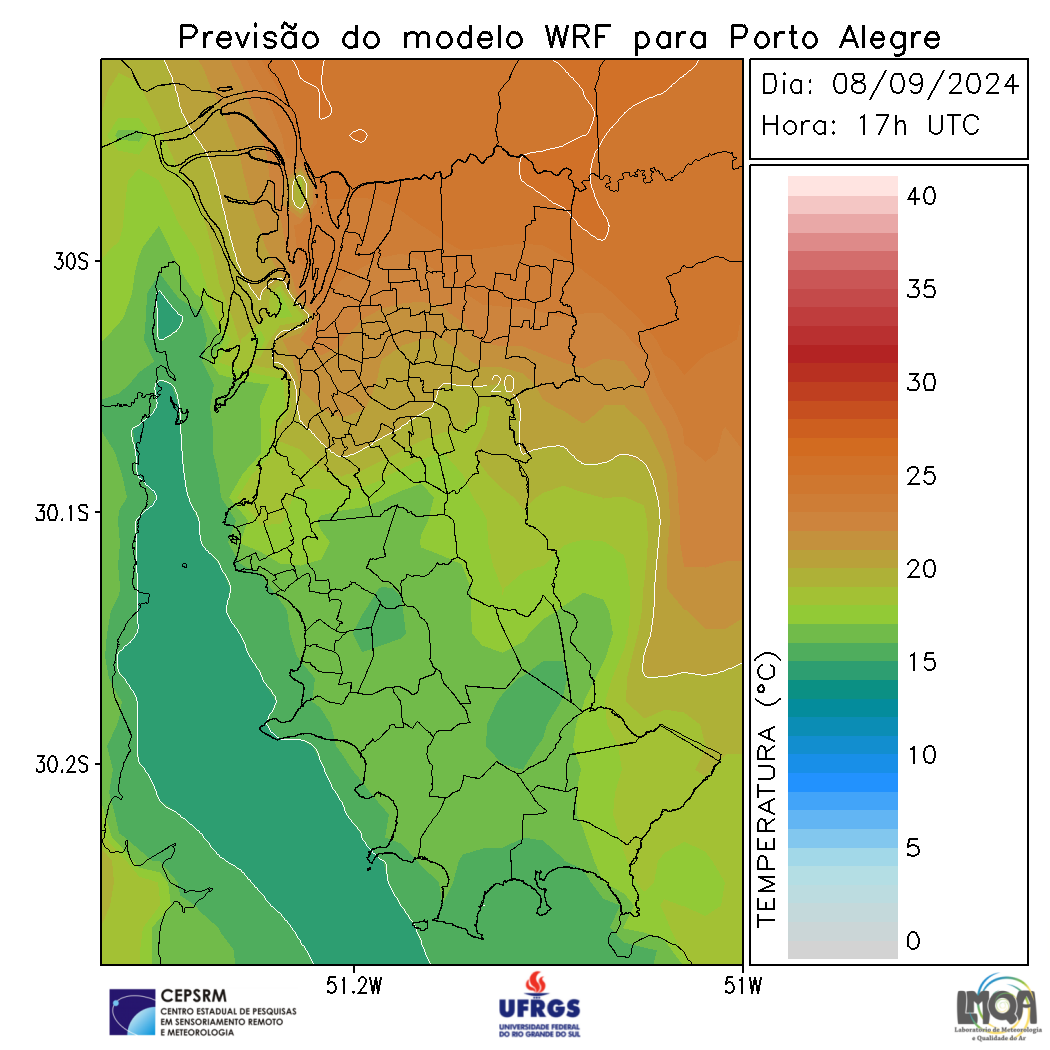 Previsão do modelo WRF para Porto Alegre
Dia: 08/09/2024
Hora: 17h UTC
30S
30.1S
30.2S
51.2W
51W
20
TEMPERATURA (°C)
40
35
30
25
20
15
10
5
0
CEPSRM
CENTRO ESTADUAL DE PESQUISAS
EM SENSORIAMENTO REMOTO
E METEOROLOGIA
UFRGS
UNIVERSIDADE FEDERAL
DO RIO GRANDE DO SUL
LMQA
Laboratório de Meteorologia
e Qualidade do Ar